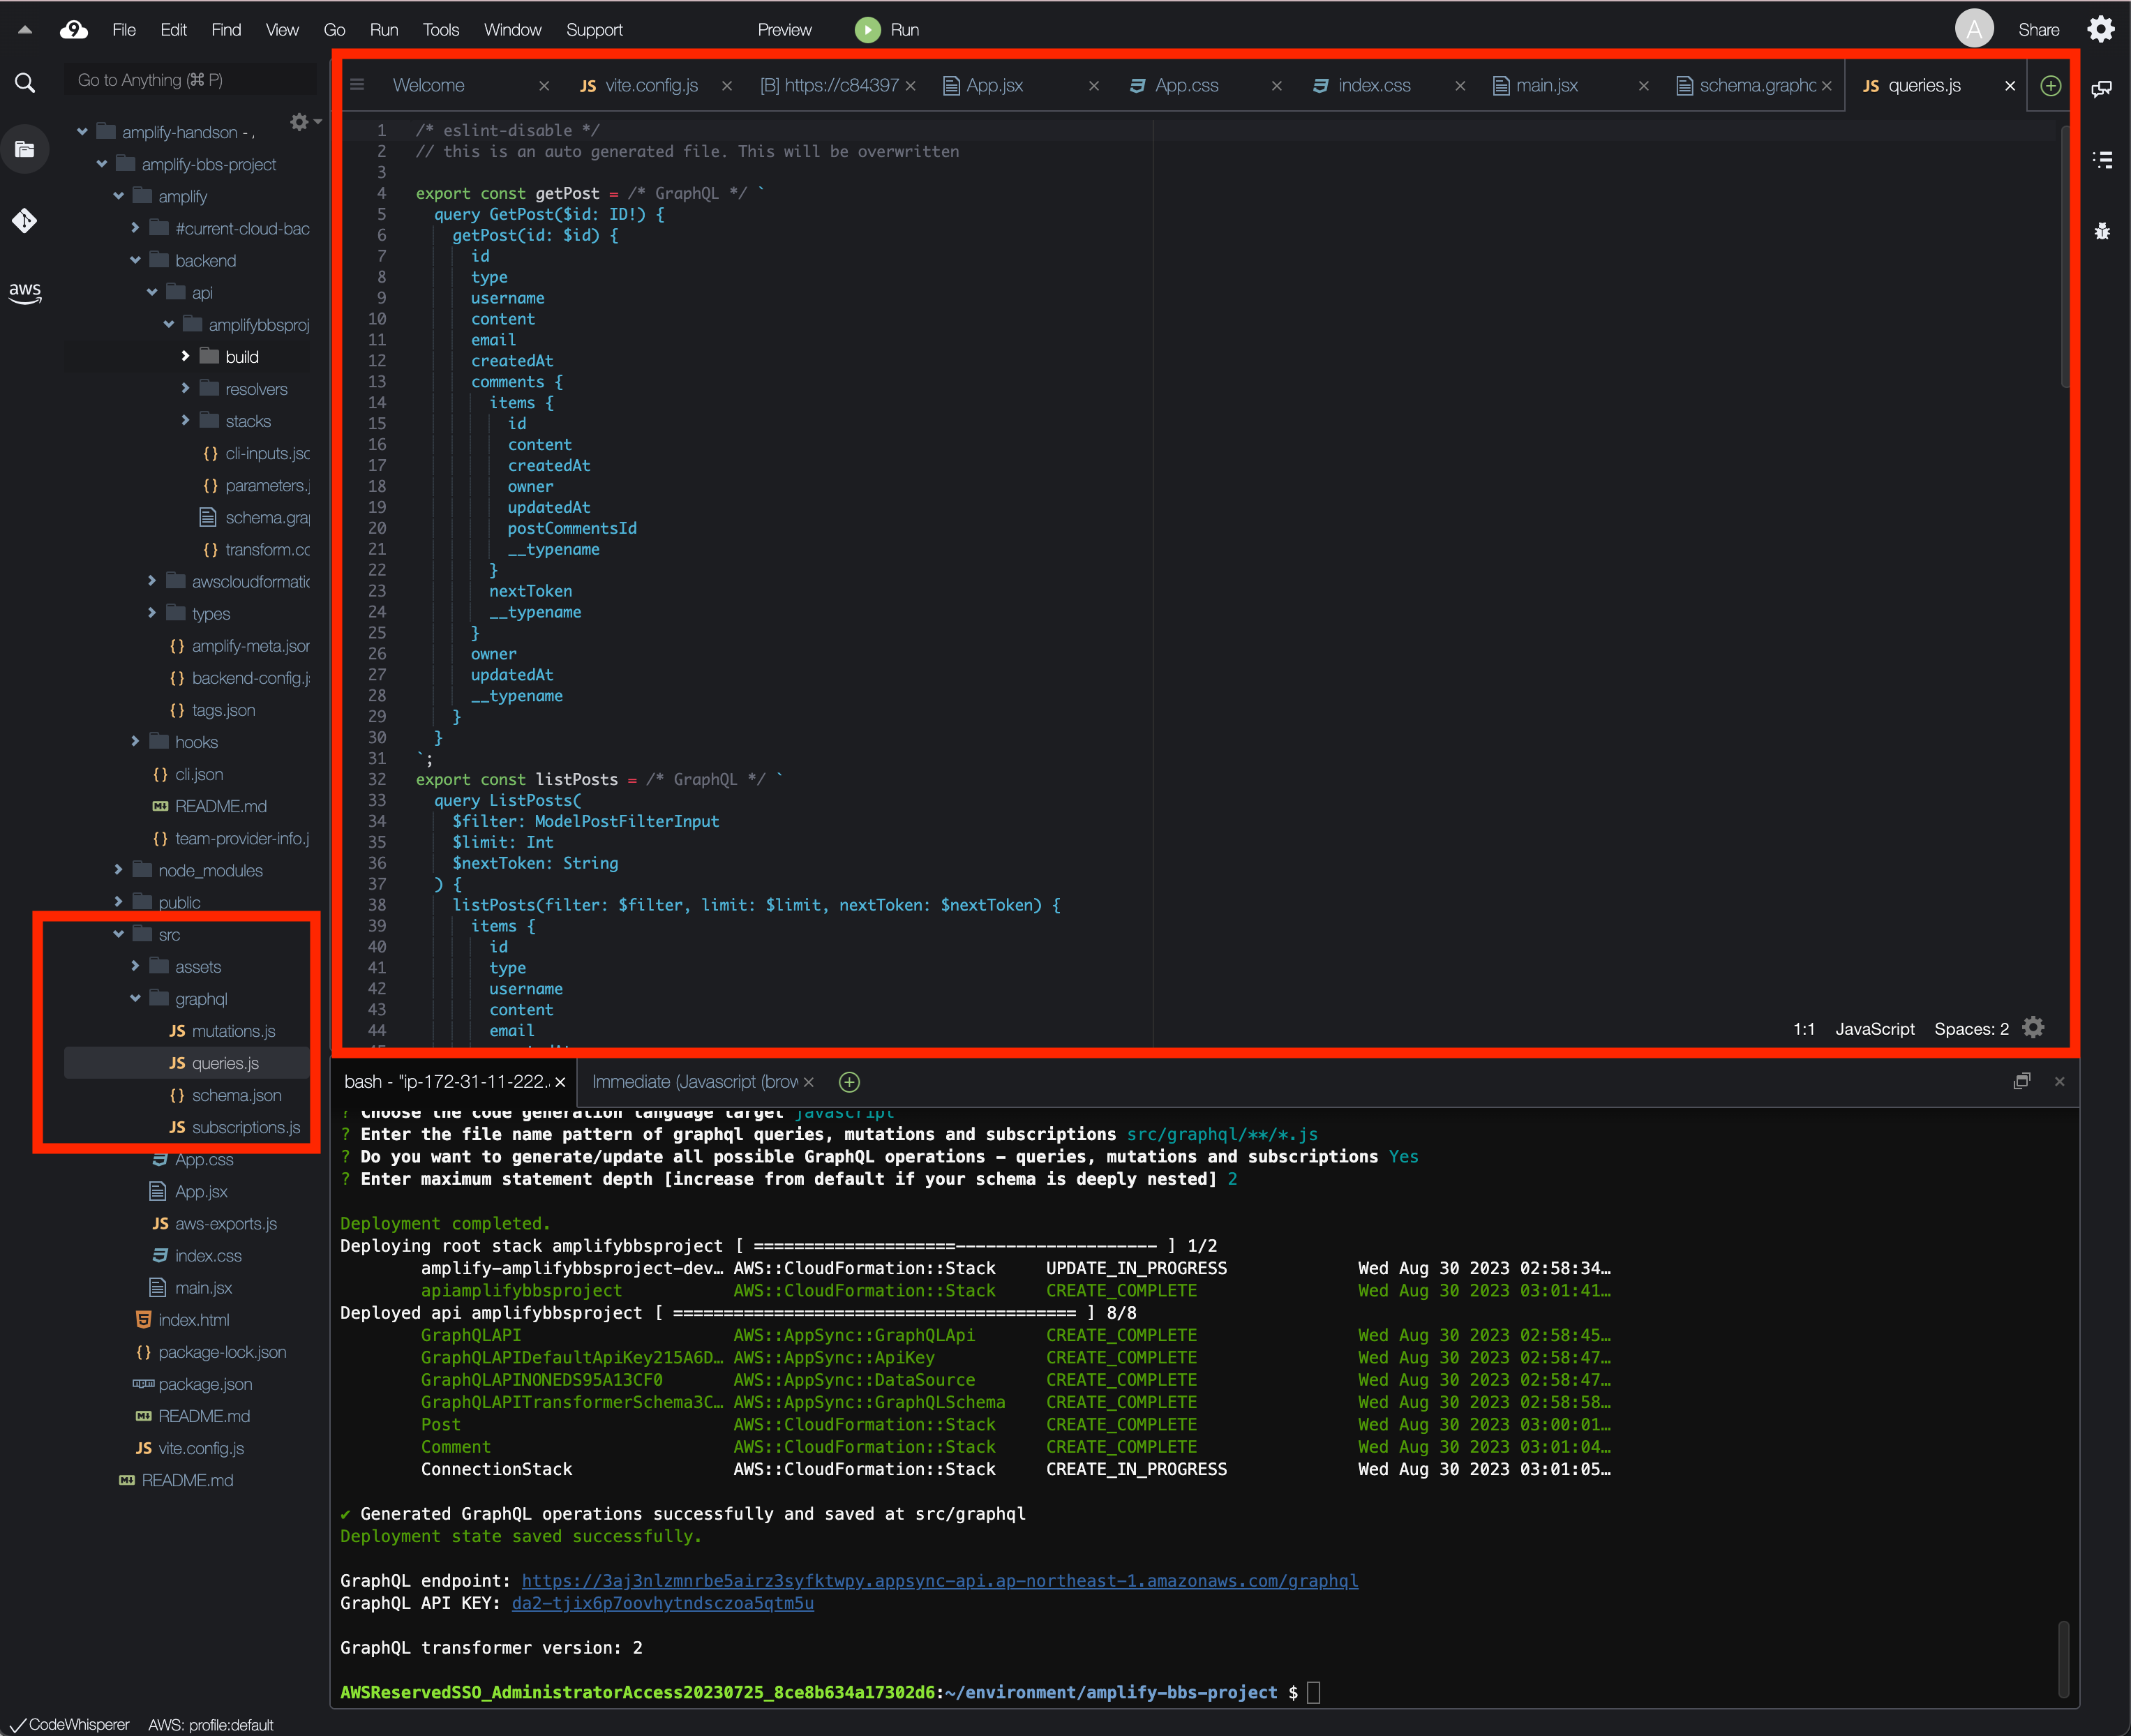 File Edit Find View Go Run Tools Window Support Preview Run A Share
Go to Anything (⌘ P)
aws
amplify-handson - 
amplify-bbs-project
amplify
#current-cloud-bac
backend
api
amplifybbsproj
build
resolvers
stacks
cli-inputs.jsc
parameters.j
schema.gra
transform.cc
awscloudformatic
types
amplify-meta.json
backend-config.j
tags.json
hooks
cli.json
README.md
team-provider-info.j
node_modules
public
src
assets
graphql
mutations.js
queries.js
schema.json
subscriptions.js
App.css
App.jsx
aws-exports.js
index.css
main.jsx
index.html
package-lock.json
package.json
README.md
vite.config.js
README.md
Welcome vite.config.js [B] https://c84397 App.jsx App.css index.css main.jsx schema.graphc queries.js
1 /* eslint-disable */
2 // this is an auto generated file. This will be overwritten
3
4 export const getPost = /* GraphQL */ `
5 query GetPost($id: ID!) {
6 getPost(id: $id) {
7 id
8 type
9 username
10 content
11 email
12 createdAt
13 comments {
14 items {
15 id
16 content
17 createdAt
18 owner
19 updatedAt
20 postCommentsId
21 __typename
22 }
23 nextToken
24 __typename
25 }
26 owner
27 updatedAt
28 __typename
29 }
30 }
31 `;
32 export const listPosts = /* GraphQL */ `
33 query ListPosts(
34 $filter: ModelPostFilterInput
35 $limit: Int
36 $nextToken: String
37 ) {
38 listPosts(filter: $filter, limit: $limit, nextToken: $nextToken) {
39 items {
40 id
41 type
42 username
43 content
44 email
1:1 JavaScript Spaces: 2
bash - "ip-172-31-11-222. Immediate (Javascript (brow
? Choose the code generation language target javascript
? Enter the file name pattern of graphql queries, mutations and subscriptions src/graphql/**/*.js
? Do you want to generate/update all possible GraphQL operations - queries, mutations and subscriptions Yes
? Enter maximum statement depth [increase from default if your schema is deeply nested] 2
Deployment completed.
Deploying root stack amplifybbsproject [ ====================-------------------- ] 1/2
amplify-amplifybbsproject-dev… AWS::CloudFormation::Stack UPDATE_IN_PROGRESS Wed Aug 30 2023 02:58:34…
apiamplifybbsproject AWS::CloudFormation::Stack CREATE_COMPLETE Wed Aug 30 2023 03:01:41…
Deployed api amplifybbsproject [ ======================================== ] 8/8
GraphQLAPI AWS::AppSync::GraphQLApi CREATE_COMPLETE Wed Aug 30 2023 02:58:45…
GraphQLAPIDefaultApiKey215A6D… AWS::AppSync::ApiKey CREATE_COMPLETE Wed Aug 30 2023 02:58:47…
GraphQLAPINONEDS95A13CF0 AWS::AppSync::DataSource CREATE_COMPLETE Wed Aug 30 2023 02:58:47…
GraphQLAPITransformerSchema3C… AWS::AppSync::GraphQLSchema CREATE_COMPLETE Wed Aug 30 2023 02:58:58…
Post AWS::CloudFormation::Stack CREATE_COMPLETE Wed Aug 30 2023 03:00:01…
Comment AWS::CloudFormation::Stack CREATE_COMPLETE Wed Aug 30 2023 03:01:04…
ConnectionStack AWS::CloudFormation::Stack CREATE_IN_PROGRESS Wed Aug 30 2023 03:01:05…
✔ Generated GraphQL operations successfully and saved at src/graphql
Deployment state saved successfully.
GraphQL endpoint: https://3aj3nlzmnrbe5airz3syfktwpy.appsync-api.ap-northeast-1.amazonaws.com/graphql
GraphQL API KEY: da2-tjix6p7oovhytndsczoa5qtm5u
GraphQL transformer version: 2
AWSReservedSSO_AdministratorAccess20230725_8ce8b634a17302d6:~/environment/amplify-bbs-project $
CodeWhisperer AWS: profile:default